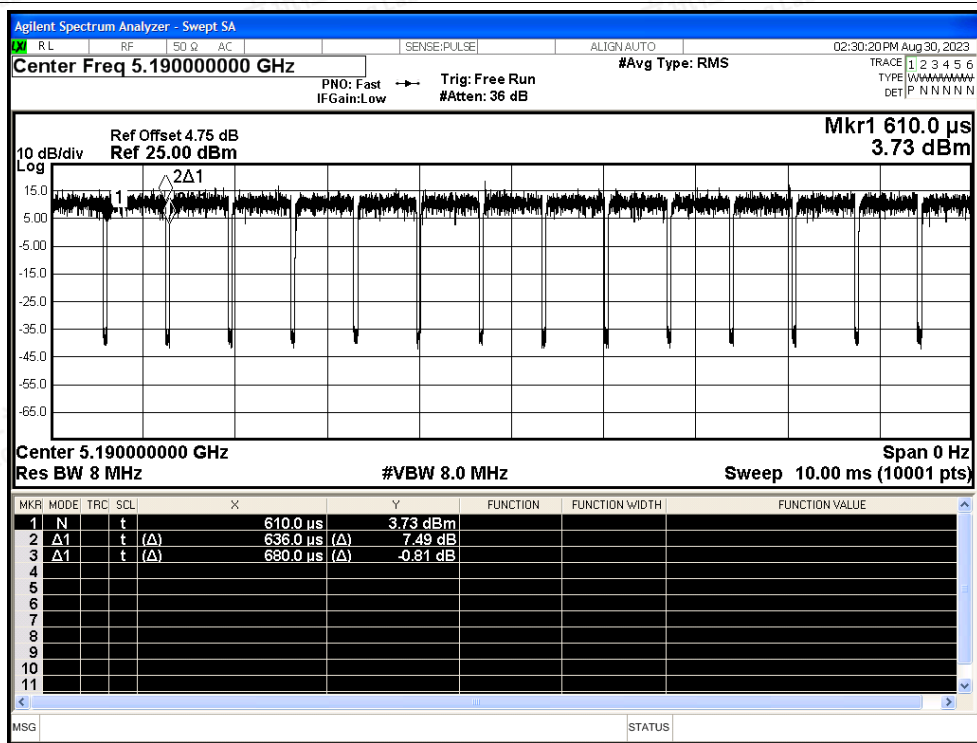 Agilent Spectrum Analyzer - Swept SA
LXI RL RF 50 Ω AC SENSE:PULSE ALIGN AUTO 02:30:20 PM Aug 30, 2023
Center Freq 5.190000000 GHz
PNO: Fast
IFGain:Low
Trig: Free Run
#Atten: 36 dB
#Avg Type: RMS
TRACE 1 2 3 4 5 6
TYPE
DET P N N N N N
Ref Offset 4.75 dB
10 dB/div Ref 25.00 dBm
Log
Mkr1 610.0 µs
3.73 dBm
2Δ1
1
15.0
5.00
-5.00
-15.0
-25.0
-35.0
-45.0
-55.0
-65.0
Center 5.190000000 GHz Span 0 Hz
Res BW 8 MHz #VBW 8.0 MHz Sweep 10.00 ms (10001 pts)
MKR MODE TRC SCL X Y FUNCTION FUNCTION WIDTH FUNCTION VALUE
1 N t 610.0 µs 3.73 dBm
2 Δ1 t (Δ) 636.0 µs (Δ) 7.49 dB
3 Δ1 t (Δ) 680.0 µs (Δ) -0.81 dB
4
5
6
7
8
9
10
11
MSG STATUS